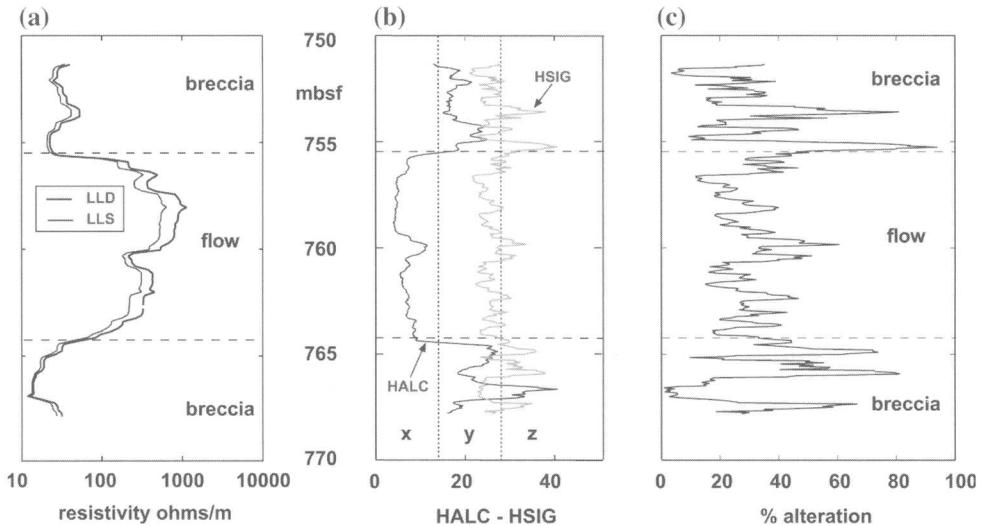 (a)
(b)
(c)
750
mbsf
755
760
765
770
breccia
LLD
LLS
flow
breccia
10 100 1000 10000
resistivity ohms/m
HSIG
HALC
x y z
0 20 40
HALC - HSIG
breccia
flow
breccia
0 20 40 60 80 100
% alteration